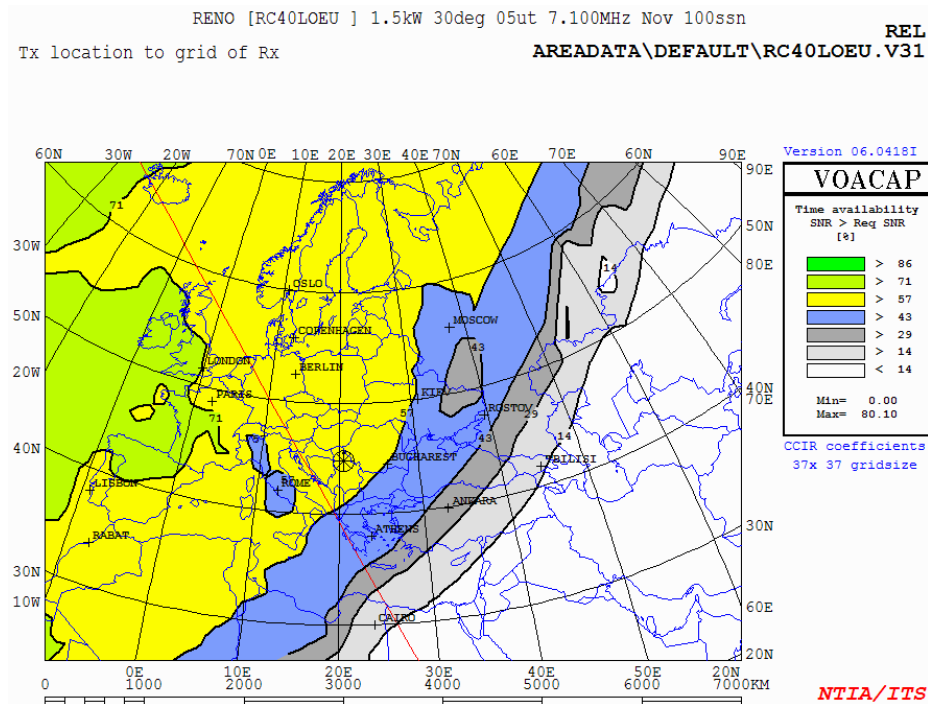 RENO [RC40LOEU ] 1.5kW 30deg 05ut 7.100MHz Nov 100ssn
REL
Tx location to grid of Rx
AREADATA\DEFAULT\RC40LOEU.V31
60N 30W 20W 70N 0E 10E 20E 30E 40E 70N 60E 70E 60N 90E
Version 06.0418I
VOACAP
Time availability
SNR > Req SNR
[%]
> 86
> 71
> 57
> 43
> 29
> 14
< 14
Min= 0.00
Max= 80.10
CCIR coefficients
37x 37 gridsize
90E
50N
80E
40N
70E
30N
60E
20N
30W
50N
20W
40N
30N
10W
71
14
OSLO
MOSCOW
COPENHAGEN
43
LONDON
BERLIN
PARIS
KIEV
57
ROSTOV
29
71
43
14
BUCHAREST
TBILISI
LISBON
ROME
ANKARA
RABAT
ATHENS
CAIRO
0E 10E 20E 30E 40E 50N 70E
0 1000 2000 3000 4000 5000 6000 7000KM
NTIA/ITS